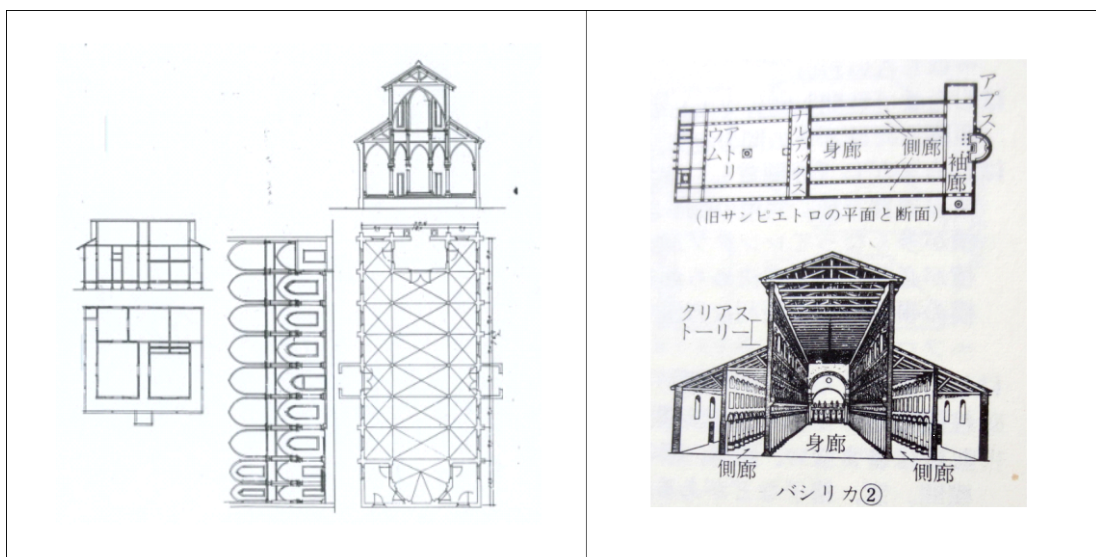 アプス
アトリ
ウム
ナルテックス
身廊
側廊
袖廊
(旧サンピエトロの平面と断面)
クリアス
トーリー
身廊
側廊
側廊
バシリカ②